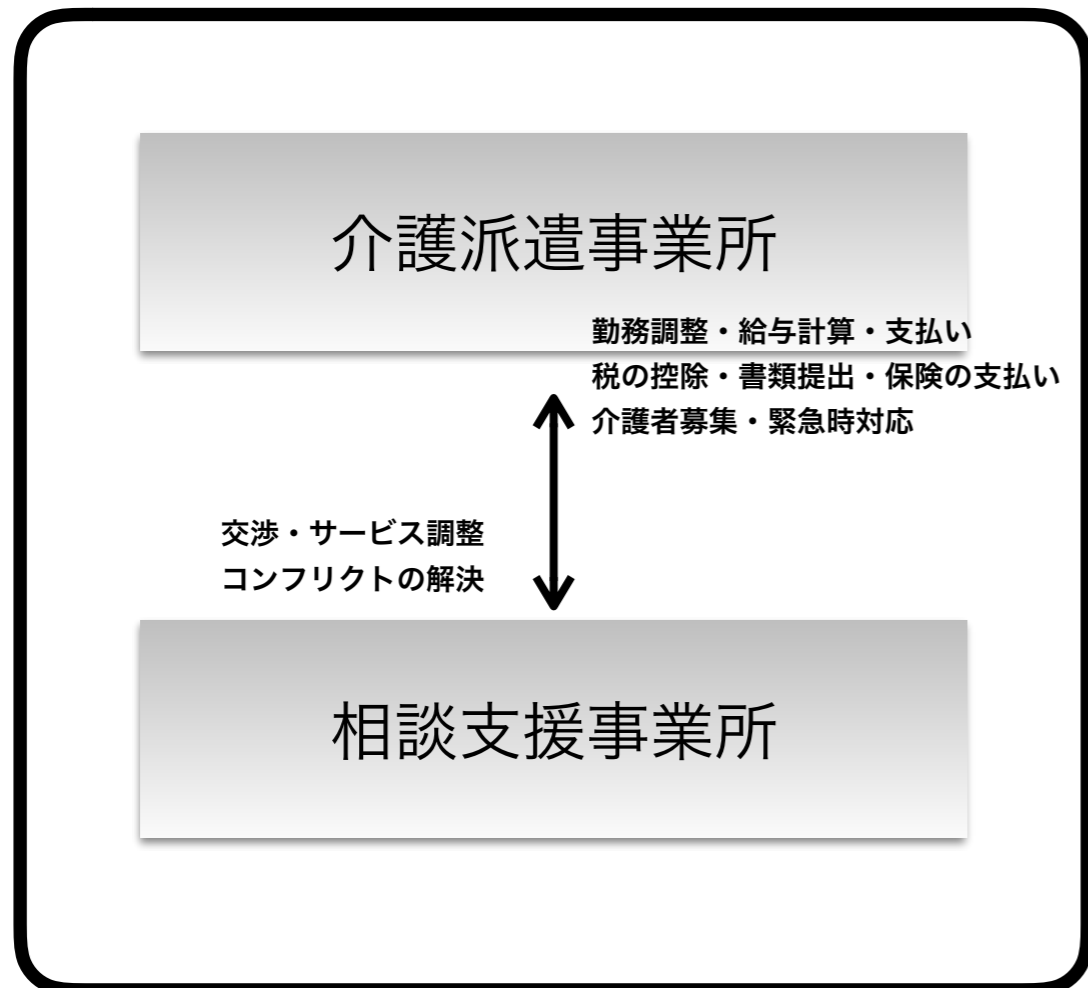 介護派遣事業所
勤務調整・給与計算・支払い
税の控除・書類提出・保険の支払い
介護者募集・緊急時対応
交渉・サービス調整
コンフリクトの解決
相談支援事業所